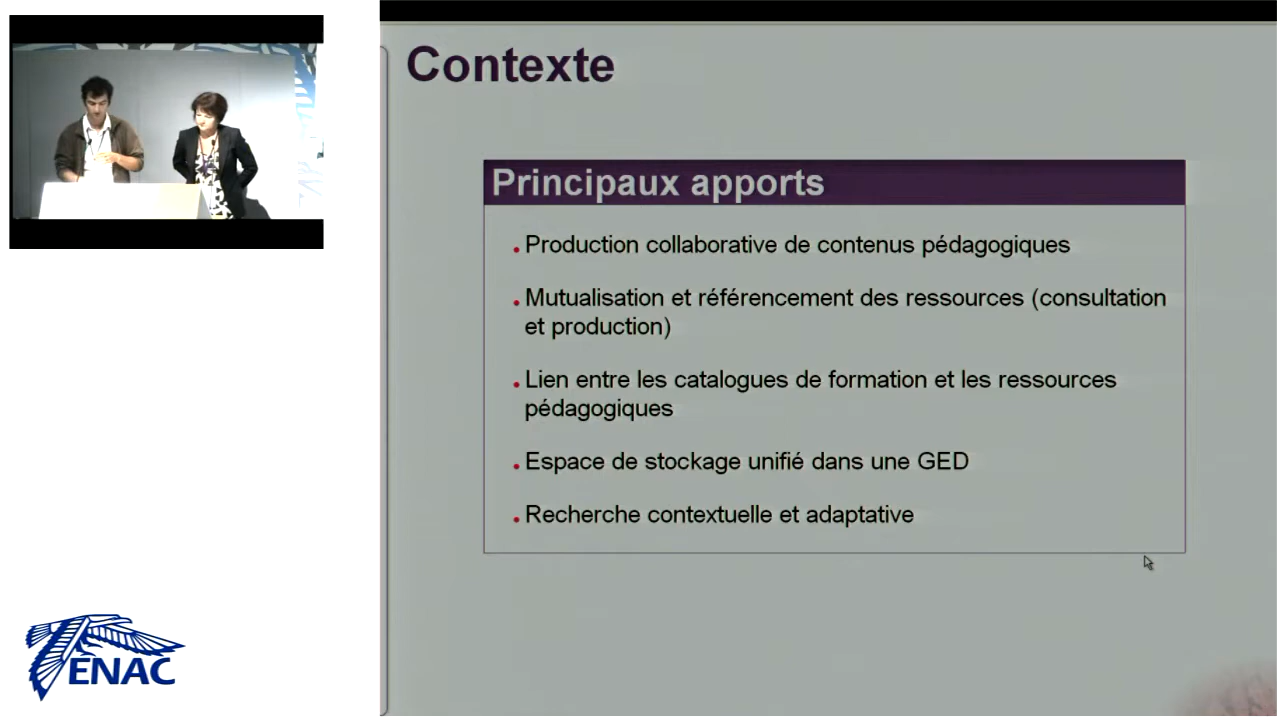 Contexte
Principaux apports
Production collaborative de contenus pédagogiques
Mutualisation et référencement des ressources (consultation
et production)
Lien entre les catalogues de formation et les ressources
pédagogiques
Espace de stockage unifié dans une GED
Recherche contextuelle et adaptative
ENAC